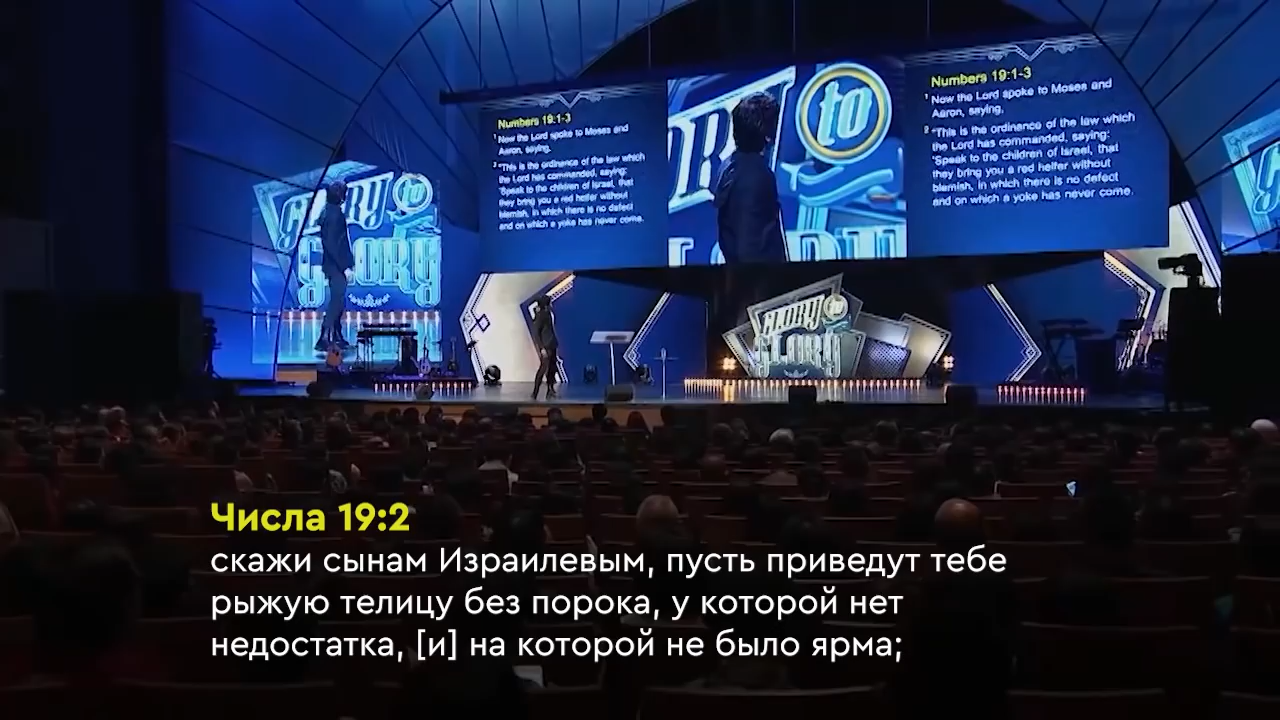 Numbers 19:1-3
1 Now the Lord spoke to Moses and
Aaron, saying,
2 "This is the ordinance of the law which
the Lord has commanded, saying:
'Speak to the children of Israel, that
they bring you a red heifer without
blemish, in which there is no defect
and on which a yoke has never come.
to
Numbers 19:1-3
1 Now the Lord spoke to Moses and
Aaron, saying,
2 "This is the ordinance of the law which
the Lord has commanded, saying:
'Speak to the children of Israel, that
they bring you a red heifer without
blemish, in which there is no defect
and on which a yoke has never come.
GLORY to
GLORY
GLORY to
GLORY
Числа 19:2
скажи сынам Израилевым, пусть приведут тебе
рыжую телицу без порока, у которой нет
недостатка, [и] на которой не было ярма;